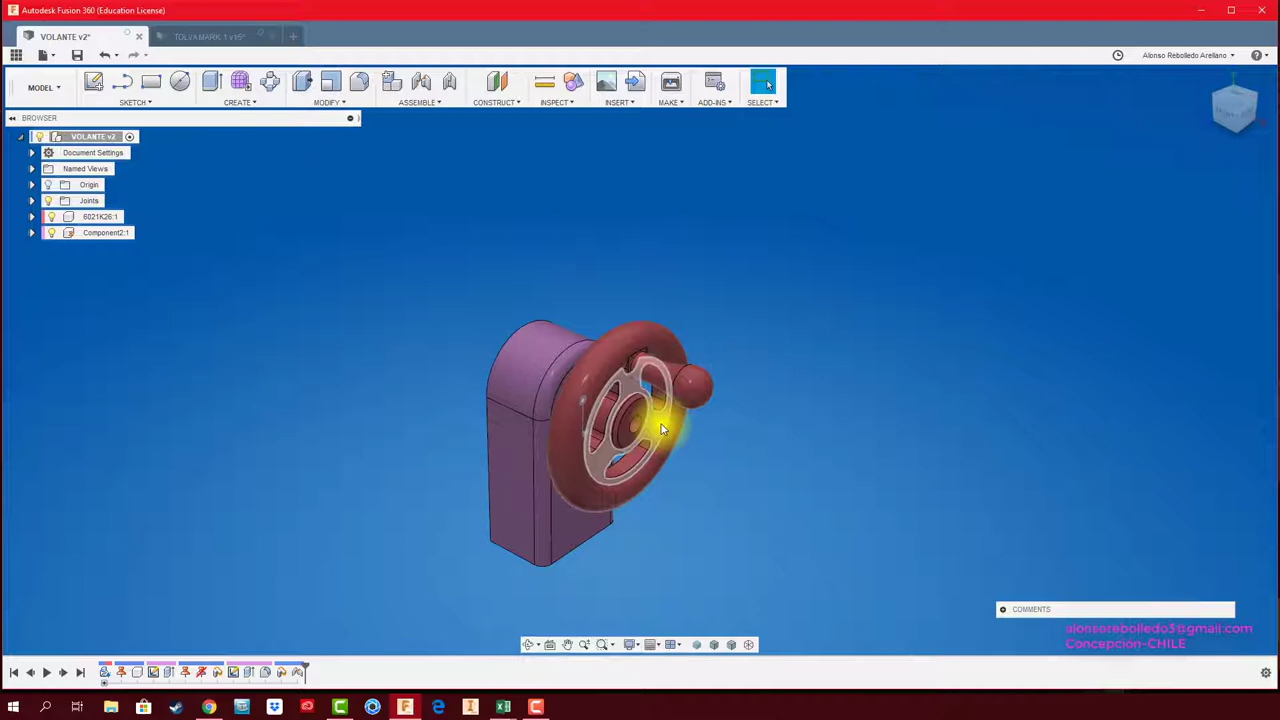 Autodesk Fusion 360 (Education License)
VOLANTE v2*
TOLVA MARK 1 v15*
Alonso Rebolledo Arellano
MODEL
SKETCH
CREATE
MODIFY
ASSEMBLE
CONSTRUCT
INSPECT
INSERT
MAKE
ADD-INS
SELECT
BROWSER
VOLANTE v2
Document Settings
Named Views
Origin
Joints
6021K26:1
Component2:1
COMMENTS
alonsorebolledo3@gmail.com
Concepción-CHILE